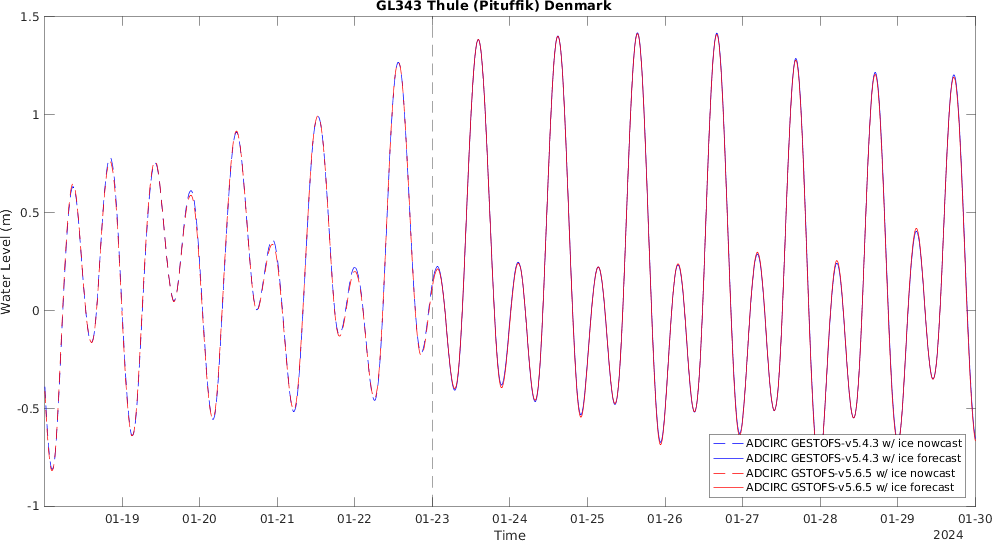 GL343 Thule (Pituffik) Denmark
1.5
1
0.5
0
-0.5
-1
Water Level (m)
01-19 01-20 01-21 01-22 01-23 01-24 01-25 01-26 01-27 01-28 01-29 01-30
Time
2024
ADCIRC GESTOFS-v5.4.3 w/ ice nowcast
ADCIRC GESTOFS-v5.4.3 w/ ice forecast
ADCIRC GSTOFS-v5.6.5 w/ ice nowcast
ADCIRC GSTOFS-v5.6.5 w/ ice forecast